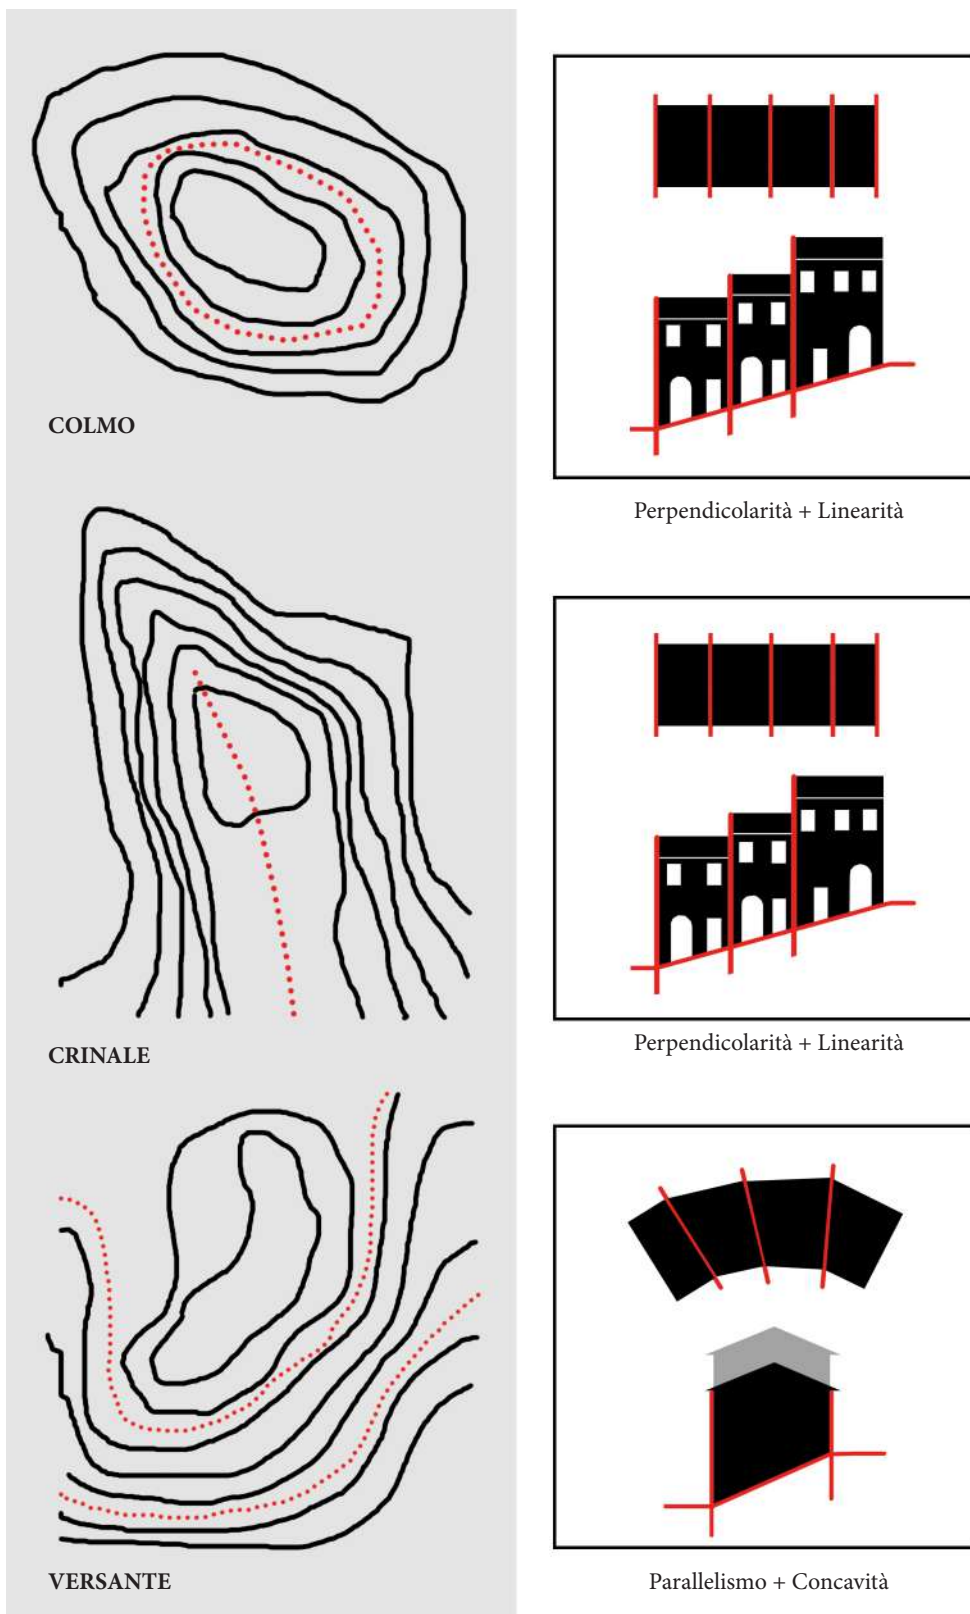 COLMO
Perpendicolarità + Linearità
CRINALE
Perpendicolarità + Linearità
VERSANTE
Parallelismo + Concavità